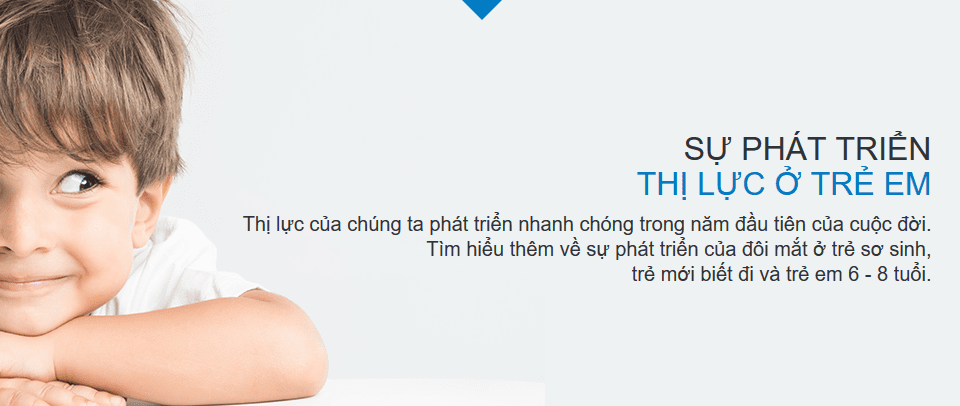 SỰ PHÁT TRIỂN
THỊ LỰC Ở TRẺ EM
Thị lực của chúng ta phát triển nhanh chóng trong năm đầu tiên của cuộc đời.
Tìm hiểu thêm về sự phát triển của đôi mắt ở trẻ sơ sinh,
trẻ mới biết đi và trẻ em 6 - 8 tuổi.